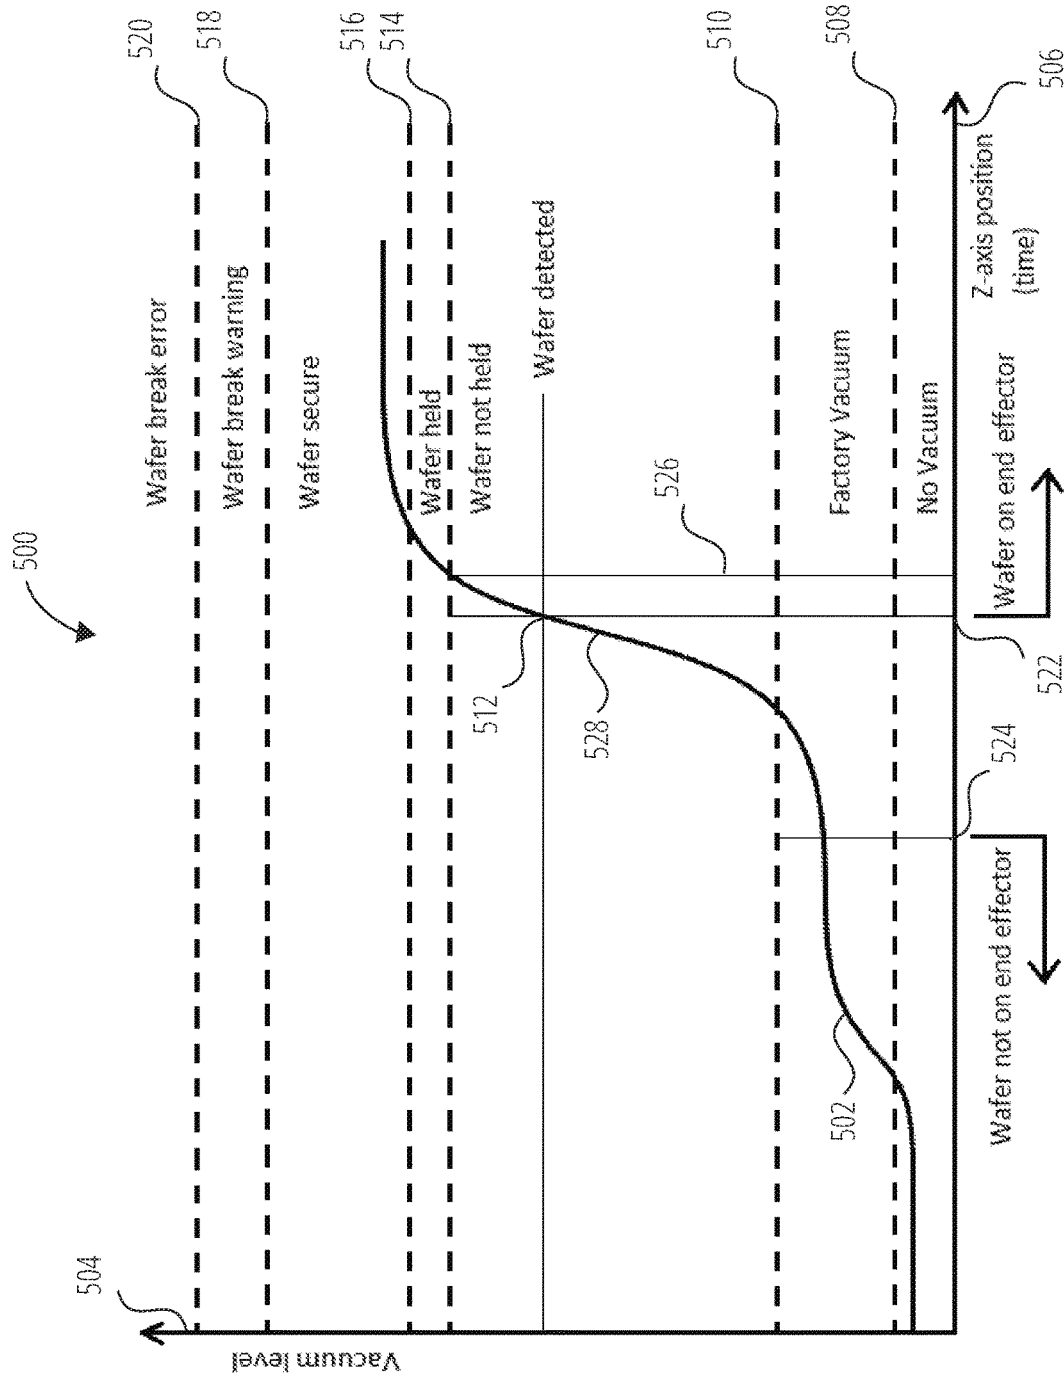 500
504
Vacuum level
520
518
516
514
510
508
506
Wafer break error
Wafer break warning
Wafer secure
Wafer held
Wafer not held
Wafer detected
512
528
526
Factory Vacuum
No Vacuum
502
524
522
Z-axis position
(time)
Wafer not on end effector
Wafer on end effector